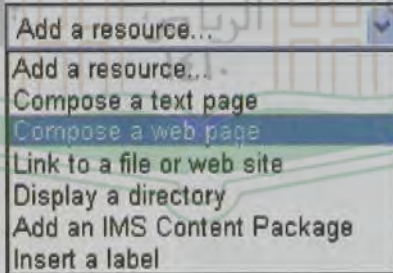 Add a resource...
Add a resource...
Compose a text page
Compose a web page
Link to a file or web site
Display a directory
Add an IMS Content Package
Insert a label